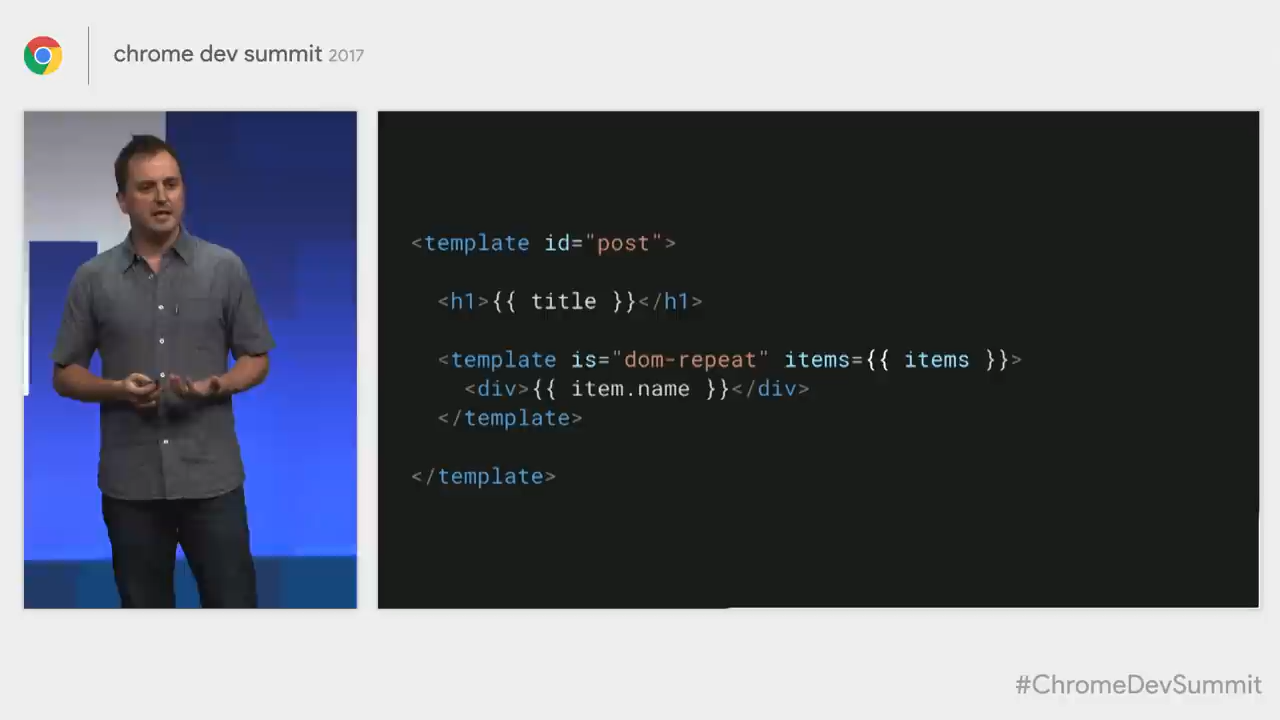 chrome dev summit 2017
<template id="post">
<h1>{{ title }}</h1>
<template is="dom-repeat" items={{ items }}>
<div>{{ item.name }}</div>
</template>
</template>
#ChromeDevSummit